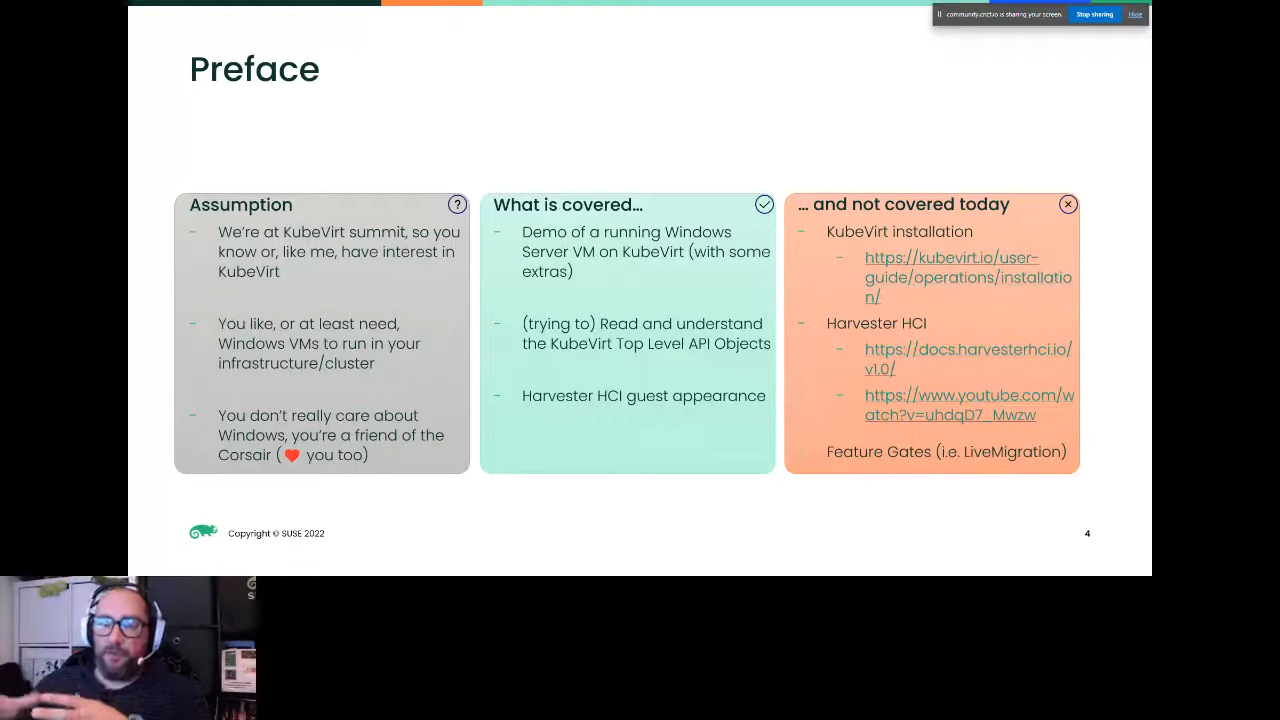 community.cncf.io is sharing your screen.
Stop sharing
Hide
Preface
Assumption
?
- We're at KubeVirt summit, so you
know or, like me, have interest in
KubeVirt
- You like, or at least need,
Windows VMs to run in your
infrastructure/cluster
- You don't really care about
Windows, you're a friend of the
Corsair (❤ you too)
What is covered...
- Demo of a running Windows
Server VM on KubeVirt (with some
extras)
- (trying to) Read and understand
the KubeVirt Top Level API Objects
- Harvester HCI guest appearance
... and not covered today
- KubeVirt installation
- https://kubevirt.io/user-
guide/operations/installatio
n/
- Harvester HCI
- https://docs.harvesterhci.io/
v1.0/
- https://www.youtube.com/w
atch?v=uhdqD7_Mwzw
- Feature Gates (i.e. LiveMigration)
Copyright © SUSE 2022
4